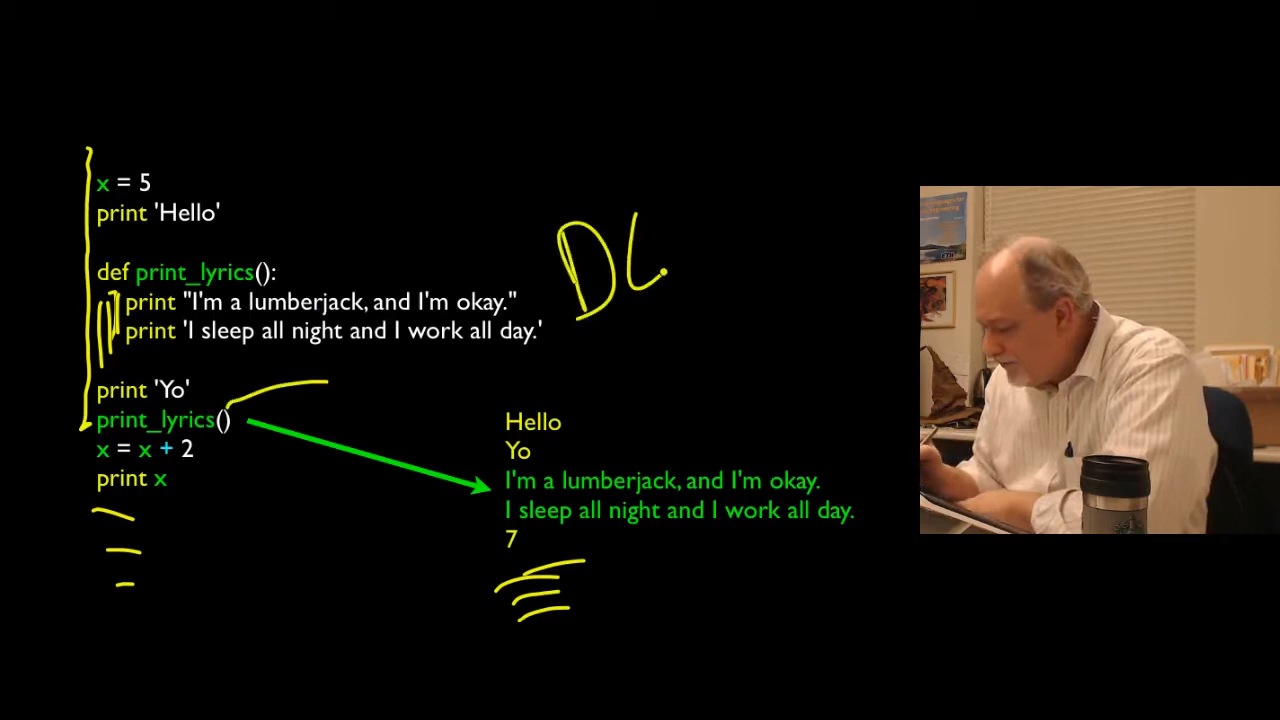 x = 5
print 'Hello'
def print_lyrics():
print "I'm a lumberjack, and I'm okay."
print 'I sleep all night and I work all day.'
print 'Yo'
print_lyrics()
x = x + 2
print x
Hello
Yo
I'm a lumberjack, and I'm okay.
I sleep all night and I work all day.
7